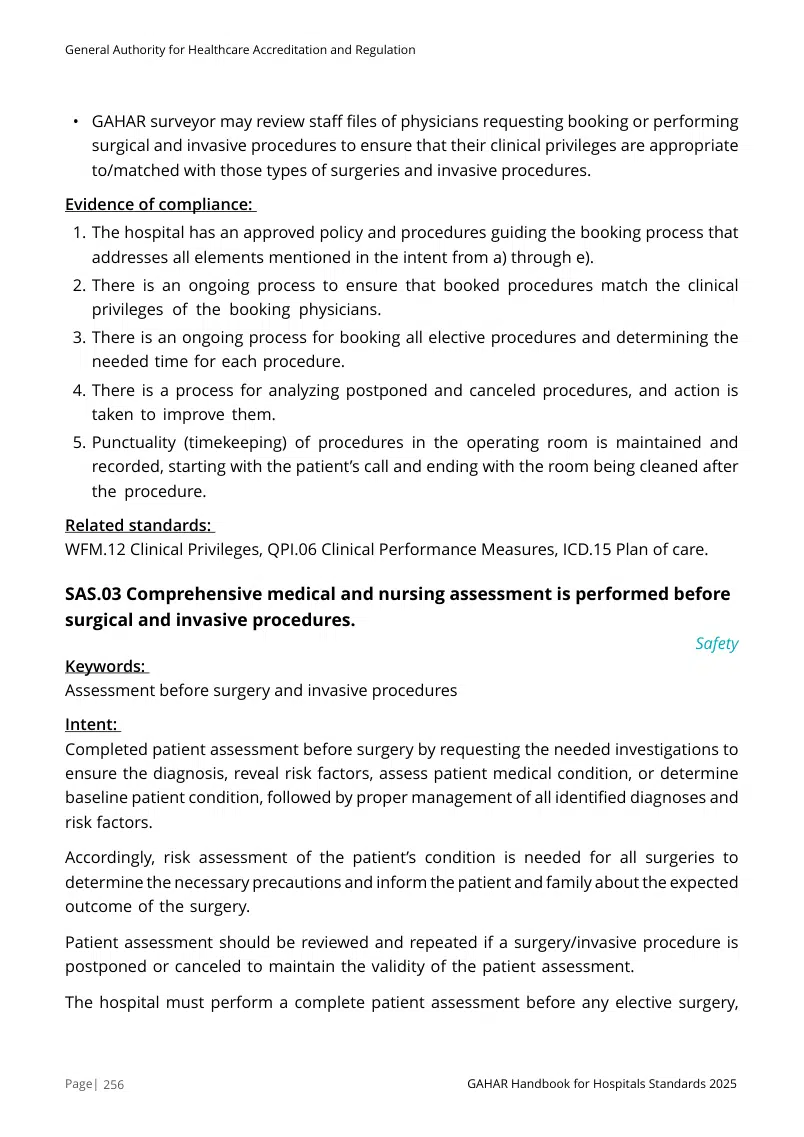 General Authority for Healthcare Accreditation and Regulation
• GAHAR surveyor may review staff files of physicians requesting booking or performing
surgical and invasive procedures to ensure that their clinical privileges are appropriate
to/matched with those types of surgeries and invasive procedures.
Evidence of compliance:
1. The hospital has an approved policy and procedures guiding the booking process that
addresses all elements mentioned in the intent from a) through e).
2. There is an ongoing process to ensure that booked procedures match the clinical
privileges of the booking physicians.
3. There is an ongoing process for booking all elective procedures and determining the
needed time for each procedure.
4. There is a process for analyzing postponed and canceled procedures, and action is
taken to improve them.
5. Punctuality (timekeeping) of procedures in the operating room is maintained and
recorded, starting with the patient’s call and ending with the room being cleaned after
the procedure.
Related standards:
WFM.12 Clinical Privileges, QPI.06 Clinical Performance Measures, ICD.15 Plan of care.
SAS.03 Comprehensive medical and nursing assessment is performed before
surgical and invasive procedures.
Safety
Keywords:
Assessment before surgery and invasive procedures
Intent:
Completed patient assessment before surgery by requesting the needed investigations to
ensure the diagnosis, reveal risk factors, assess patient medical condition, or determine
baseline patient condition, followed by proper management of all identified diagnoses and
risk factors.
Accordingly, risk assessment of the patient’s condition is needed for all surgeries to
determine the necessary precautions and inform the patient and family about the expected
outcome of the surgery.
Patient assessment should be reviewed and repeated if a surgery/invasive procedure is
postponed or canceled to maintain the validity of the patient assessment.
The hospital must perform a complete patient assessment before any elective surgery,
Page| 256
GAHAR Handbook for Hospitals Standards 2025